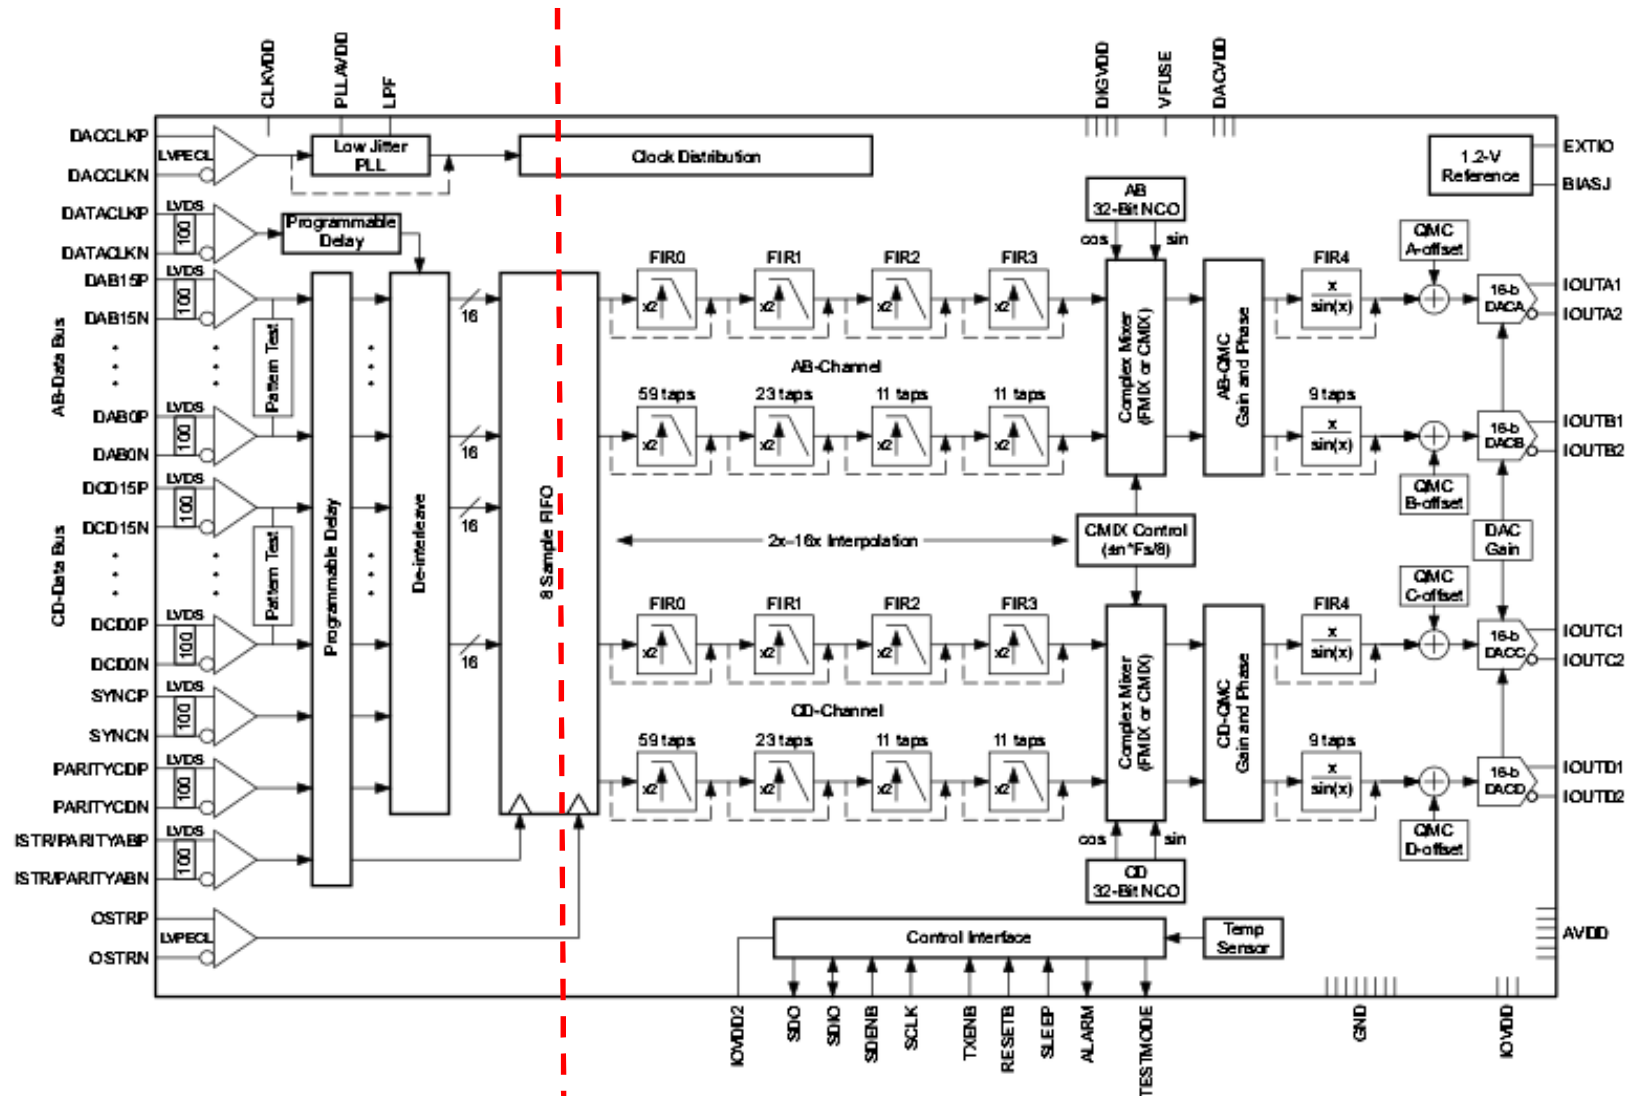 CLKVDD
PLLAVDD
LPF
DIGVDD
VFUSE
DACVDD
DACCLKP
LVPECL
DACCLKN
Low Jitter
PLL
Clock Distribution
1.2-V
Reference
EXTIO
BIASJ
DATACLKP
LVDS
100
DATACLKN
Programmable
Delay
AB
32-Bit NCO
cos
sin
QMC
A-offset
AB-Data Bus
DAB15P
LVDS
100
DAB15N
Pattern Test
DAB0P
LVDS
100
DAB0N
CD-Data Bus
DCD15P
LVDS
100
DCD15N
Pattern Test
DCD0P
LVDS
100
DCD0N
SYNCP
LVDS
100
SYNCN
PARITYCDP
LVDS
100
PARITYCDN
ISTR/PARITYABP
LVDS
100
ISTR/PARITYABN
OSTRP
LVPECL
OSTRN
Programmable Delay
De-interleave
16
16
16
16
8 Sample FIFO
FIR0
FIR1
FIR2
FIR3
x2
x2
x2
x2
AB-Channel
59 taps
23 taps
11 taps
11 taps
x2
x2
x2
x2
Complex Mixer
(FMIX or CMIX)
AB-QMC
Gain and Phase
FIR4
x
sin(x)
9 taps
x
sin(x)
16-b
DACA
IOUTA1
IOUTA2
16-b
DACB
IOUTB1
IOUTB2
QMC
B-offset
2x–16x Interpolation
CMIX Control
(±n*Fs/8)
DAC
Gain
QMC
C-offset
FIR0
FIR1
FIR2
FIR3
x2
x2
x2
x2
CD-Channel
59 taps
23 taps
11 taps
11 taps
x2
x2
x2
x2
Complex Mixer
(FMIX or CMIX)
CD-QMC
Gain and Phase
FIR4
x
sin(x)
9 taps
x
sin(x)
16-b
DACC
IOUTC1
IOUTC2
16-b
DACD
IOUTD1
IOUTD2
cos
sin
CD
32-Bit NCO
QMC
D-offset
Control Interface
Temp
Sensor
AVDD
IOVDD2
SDO
SDIO
SDENB
SCLK
TXENB
RESETB
SLEEP
ALARM
TESTMODE
GND
IOVDD